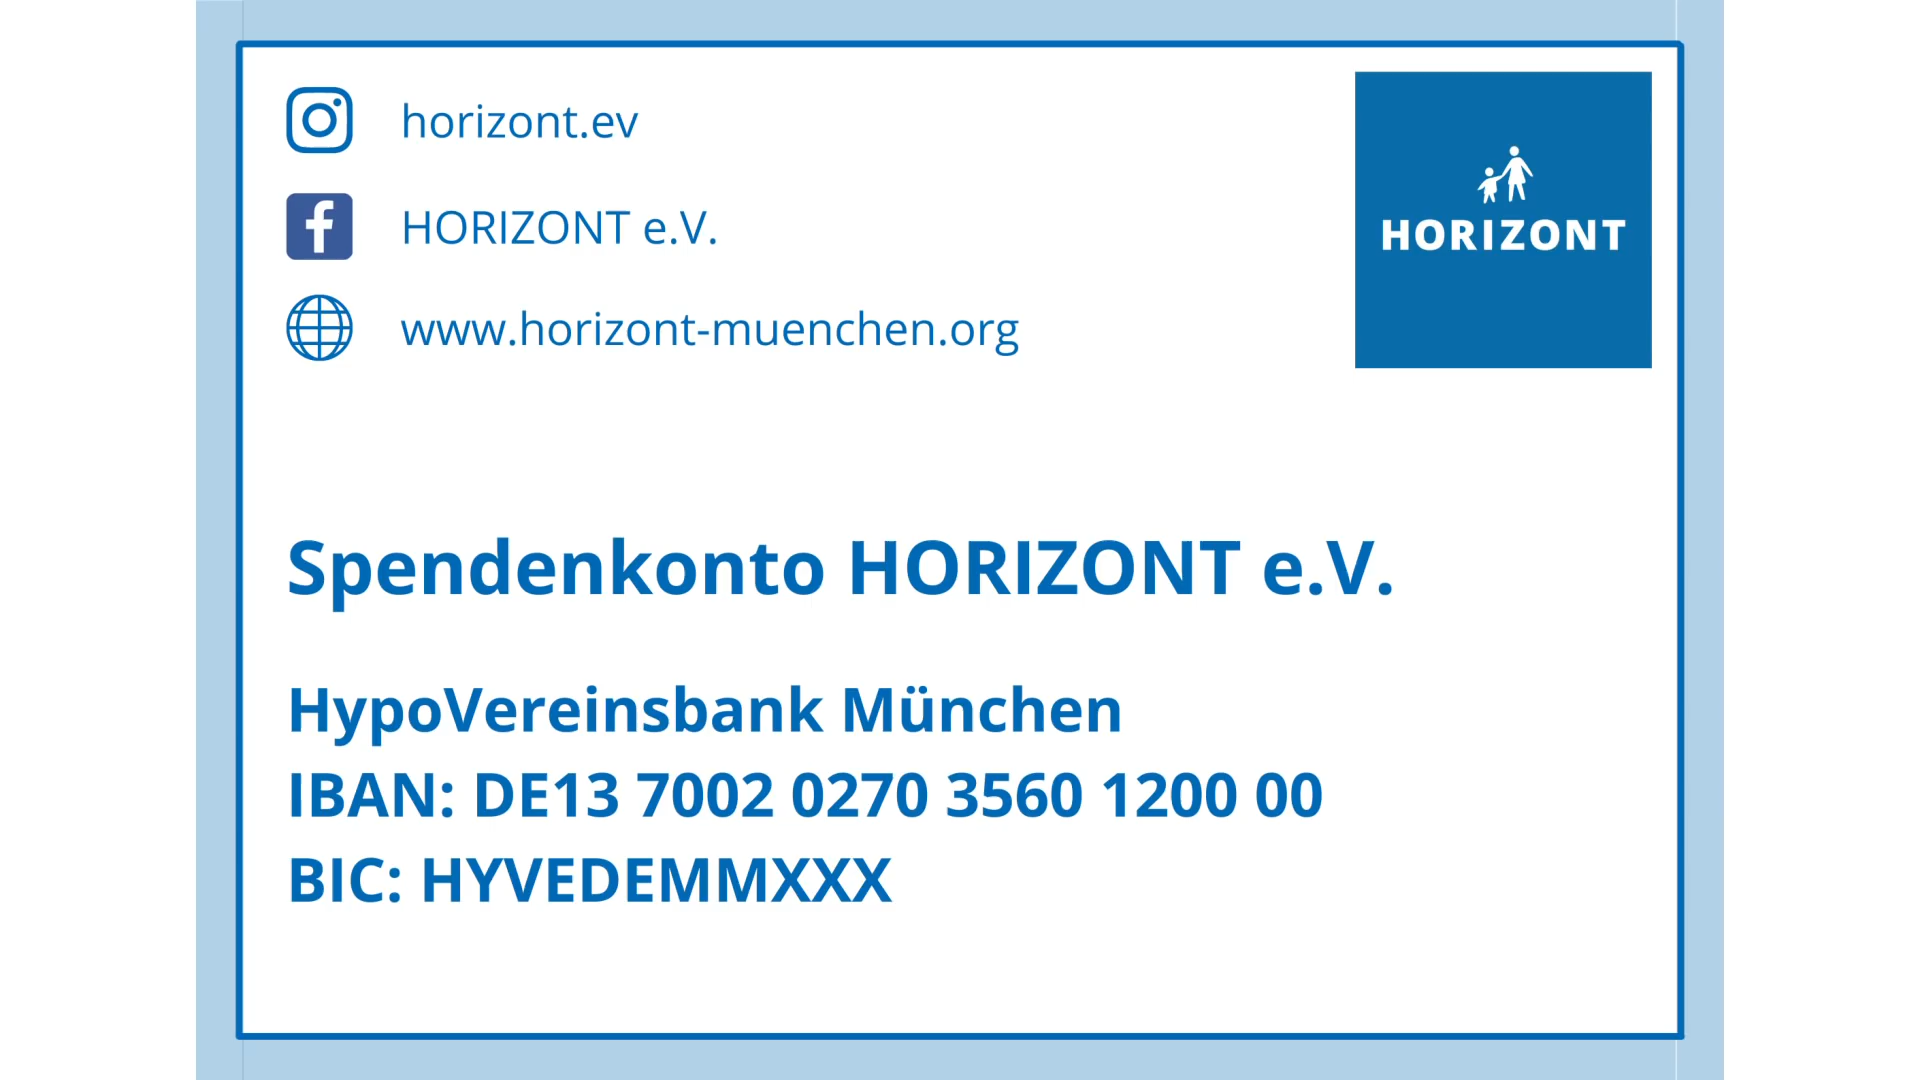 horizont.ev
HORIZONT e.V.
www.horizont-muenchen.org
HORIZONT
Spendenkonto HORIZONT e.V.
HypoVereinsbank München
IBAN: DE13 7002 0270 3560 1200 00
BIC: HYVEDEMMXXX